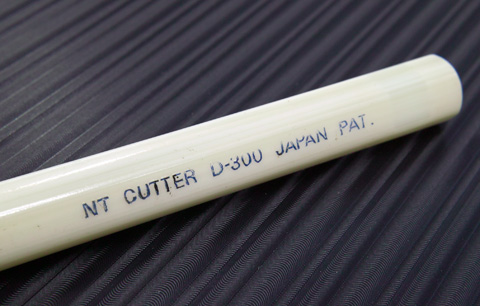 NT CUTTER D-300 JAPAN PAT.